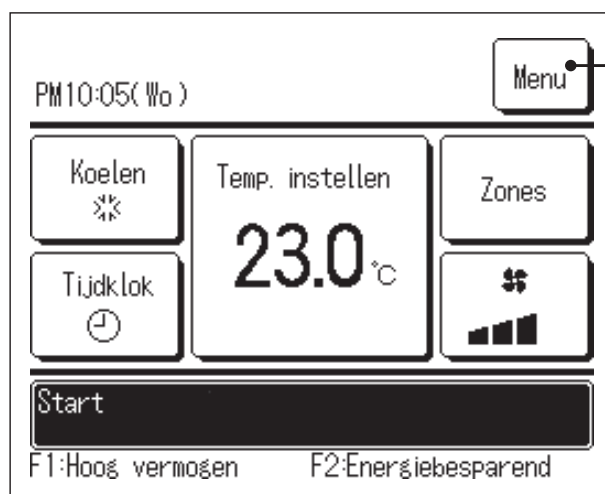 Menu
PM10:05(Wo)
Koelen
Temp. instellen
Zones
23.0°C
Tijdklok
Start
F1:Hoog vermogen F2:Energiebesparend